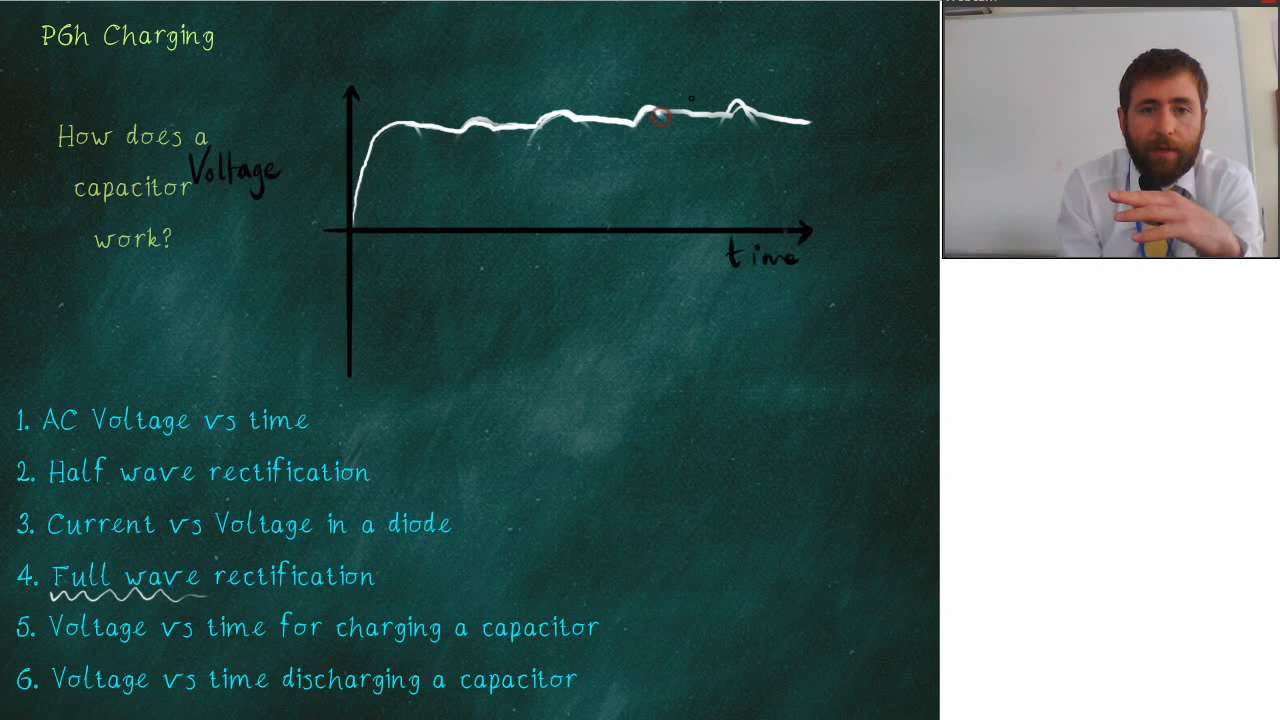 P6h Charging
How does a
capacitor
work?
Voltage
time
1. AC Voltage vs time
2. Half wave rectification
3. Current vs Voltage in a diode
4. Full wave rectification
5. Voltage vs time for charging a capacitor
6. Voltage vs time discharging a capacitor